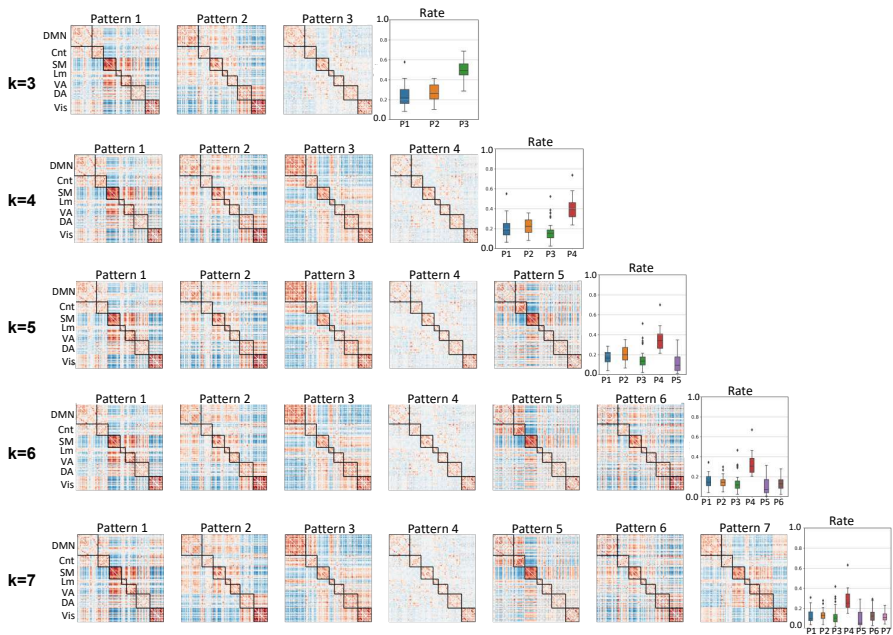 Pattern 1 Pattern 2 Pattern 3 Rate
k=3
DMN
Cnt
SM
Lm
VA
DA
Vis
1.0
0.8
0.6
0.4
0.2
0.0
P1 P2 P3
Pattern 1 Pattern 2 Pattern 3 Pattern 4 Rate
k=4
DMN
Cnt
SM
Lm
VA
DA
Vis
1.0
0.8
0.6
0.4
0.2
0.0
P1 P2 P3 P4
Pattern 1 Pattern 2 Pattern 3 Pattern 4 Pattern 5 Rate
k=5
DMN
Cnt
SM
Lm
VA
DA
Vis
1.0
0.8
0.6
0.4
0.2
0.0
P1 P2 P3 P4 P5
Pattern 1 Pattern 2 Pattern 3 Pattern 4 Pattern 5 Pattern 6 Rate
k=6
DMN
Cnt
SM
Lm
VA
DA
Vis
1.0
0.8
0.6
0.4
0.2
0.0
P1 P2 P3 P4 P5 P6
Pattern 1 Pattern 2 Pattern 3 Pattern 4 Pattern 5 Pattern 6 Pattern 7 Rate
k=7
DMN
Cnt
SM
Lm
VA
DA
Vis
1.0
0.8
0.6
0.4
0.2
0.0
P1 P2 P3 P4 P5 P6 P7